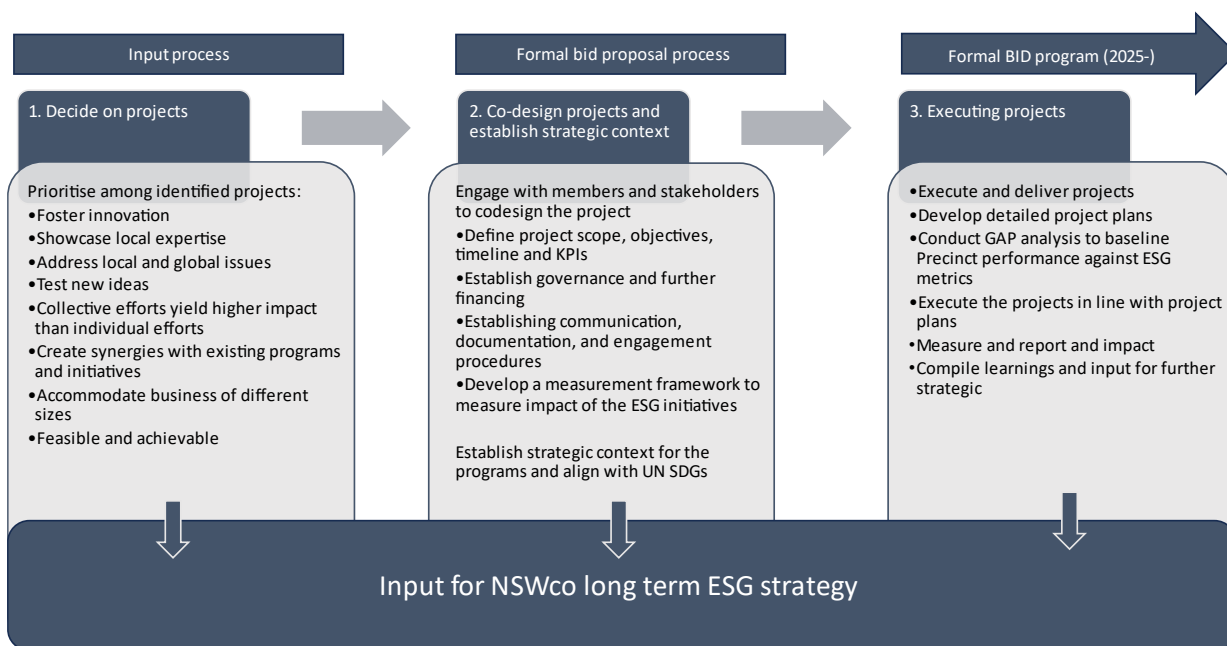 Input process
Formal bid proposal process
Formal BID program (2025-)
1. Decide on projects
2. Co-design projects and
establish strategic context
3. Executing projects
Prioritise among identified projects:
•Foster innovation
•Showcase local expertise
•Address local and global issues
•Test new ideas
•Collective efforts yield higher impact
than individual efforts
•Create synergies with existing programs
and initiatives
•Accommodate business of different
sizes
•Feasible and achievable
Engage with members and stakeholders
to codesign the project
•Define project scope, objectives,
timeline and KPIs
•Establish governance and further
financing
•Establishing communication,
documentation, and engagement
procedures
•Develop a measurement framework to
measure impact of the ESG initiatives
Establish strategic context for the
programs and align with UN SDGs
•Execute and deliver projects
•Develop detailed project plans
•Conduct GAP analysis to baseline
Precinct performance against ESG
metrics
•Execute the projects in line with project
plans
•Measure and report and impact
•Compile learnings and input for further
strategic
Input for NSWco long term ESG strategy